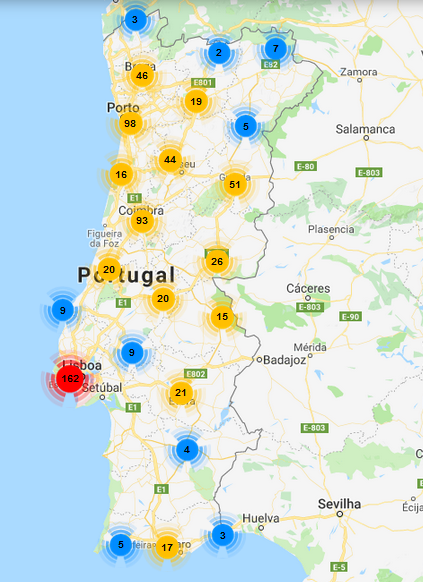 3
2
7
E82
Braga
46
Zamora
E801
19
Porto
98
5
Salamanca
44
E-80
E-803
16
51
E1
Coimbra
93
Figueira
da Foz
Plasencia
26
20
Portugal
Cáceres
20
E1
E-803
9
15
E-90
Mérida
9
Badajoz
Lisboa
162
E802
Setúbal
21
E1
E-803
4
E1
Sevilha
Huelva
Écija
3
5
17
E-5